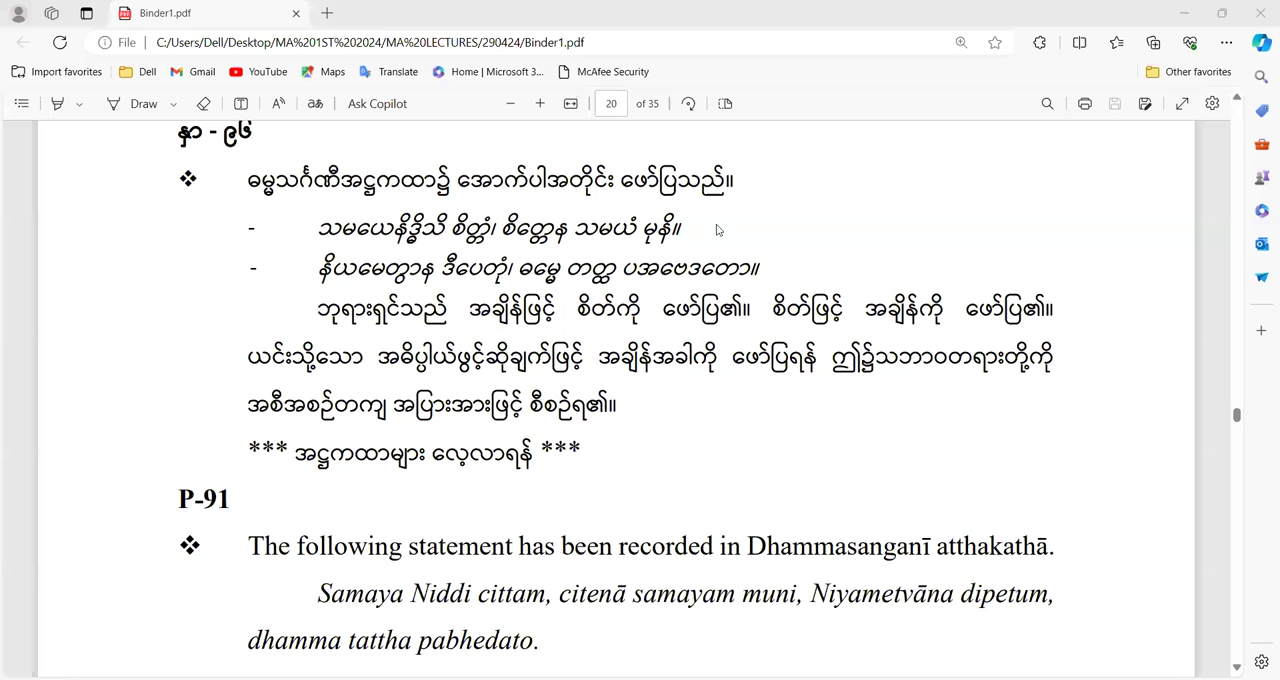 Binder1.pdf
File C:/Users/Dell/Desktop/MA%201ST%202024/MA%20LECTURES/290424/Binder1.pdf
Import favorites Dell Gmail YouTube Maps Translate Home | Microsoft 3... McAfee Security Other favorites
Draw Ask Copilot 20 of 35
နှာ - ၉၆
❖ ဓမ္မသင်္ဂဏီအဋ္ဌကထာ၌ အောက်ပါအတိုင်း ဖော်ပြသည်။
- သမယေနိဒ္ဓိသိ စိတ္တံ၊ စိတ္တေန သမယံ မုနိ။
- နိယမေတွာန ဒီပေတုံ၊ ဓမ္မေ တတ္ထ ပအဗေဒတော။
ဘုရားရှင်သည် အချိန်ဖြင့် စိတ်ကို ဖော်ပြ၏။ စိတ်ဖြင့် အချိန်ကို ဖော်ပြ၏။
ယင်းသို့သော အဓိပ္ပါယ်ဖွင့်ဆိုချက်ဖြင့် အချိန်အခါကို ဖော်ပြရန် ဤ၌သဘာဝတရားတို့ကို
အစီအစဉ်တကျ အပြားအားဖြင့် စီစဉ်ရ၏။
*** အဋ္ဌကထာများ လေ့လာရန် ***
P-91
❖ The following statement has been recorded in Dhammasanganī atthakathā.
Samaya Niddi cittam, citenā samayam muni, Niyametvāna dipetum,
dhamma tattha pabhedato.